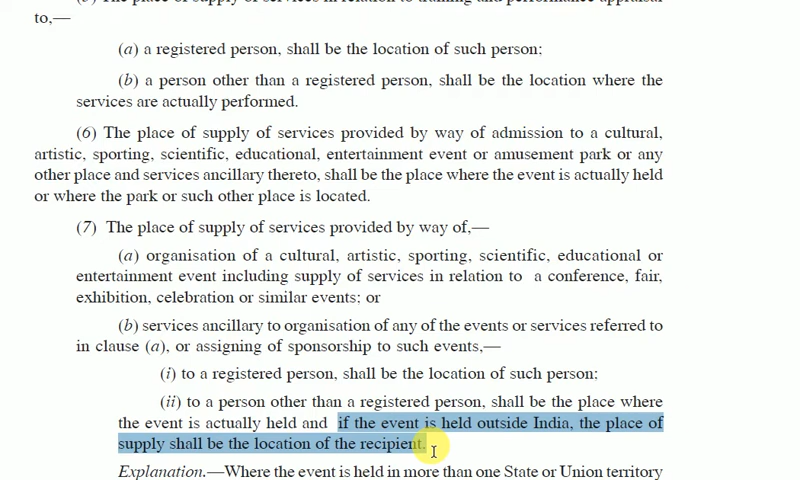 to,—
(a) a registered person, shall be the location of such person;
(b) a person other than a registered person, shall be the location where the
services are actually performed.
(6) The place of supply of services provided by way of admission to a cultural,
artistic, sporting, scientific, educational, entertainment event or amusement park or any
other place and services ancillary thereto, shall be the place where the event is actually held
or where the park or such other place is located.
(7) The place of supply of services provided by way of,—
(a) organisation of a cultural, artistic, sporting, scientific, educational or
entertainment event including supply of services in relation to a conference, fair,
exhibition, celebration or similar events; or
(b) services ancillary to organisation of any of the events or services referred to
in clause (a), or assigning of sponsorship to such events,—
(i) to a registered person, shall be the location of such person;
(ii) to a person other than a registered person, shall be the place where
the event is actually held and if the event is held outside India, the place of
supply shall be the location of the recipient.
Explanation.—Where the event is held in more than one State or Union territory